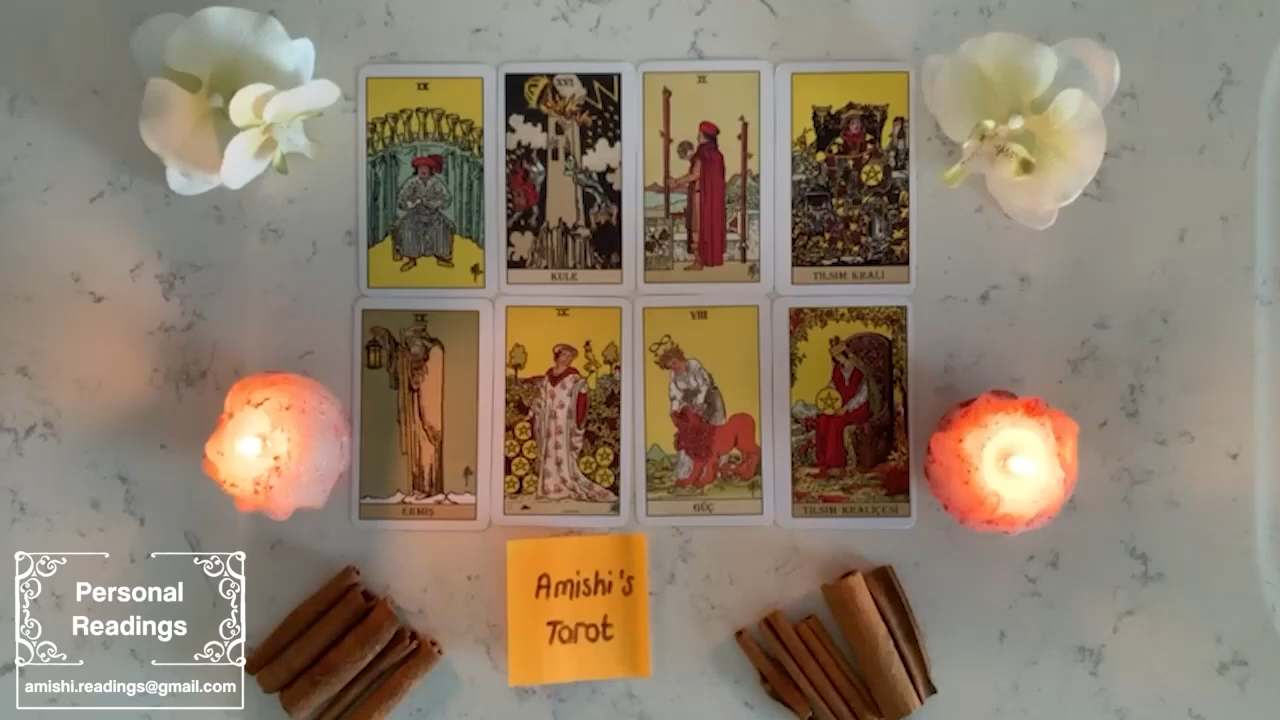 IX
XVI
II
KULE
TILSIM KRALI
IX
IX
VIII
ERMİŞ
GÜÇ
TILSIM KRALİÇESİ
Amishi's
Tarot
Personal
Readings
amishi.readings@gmail.com